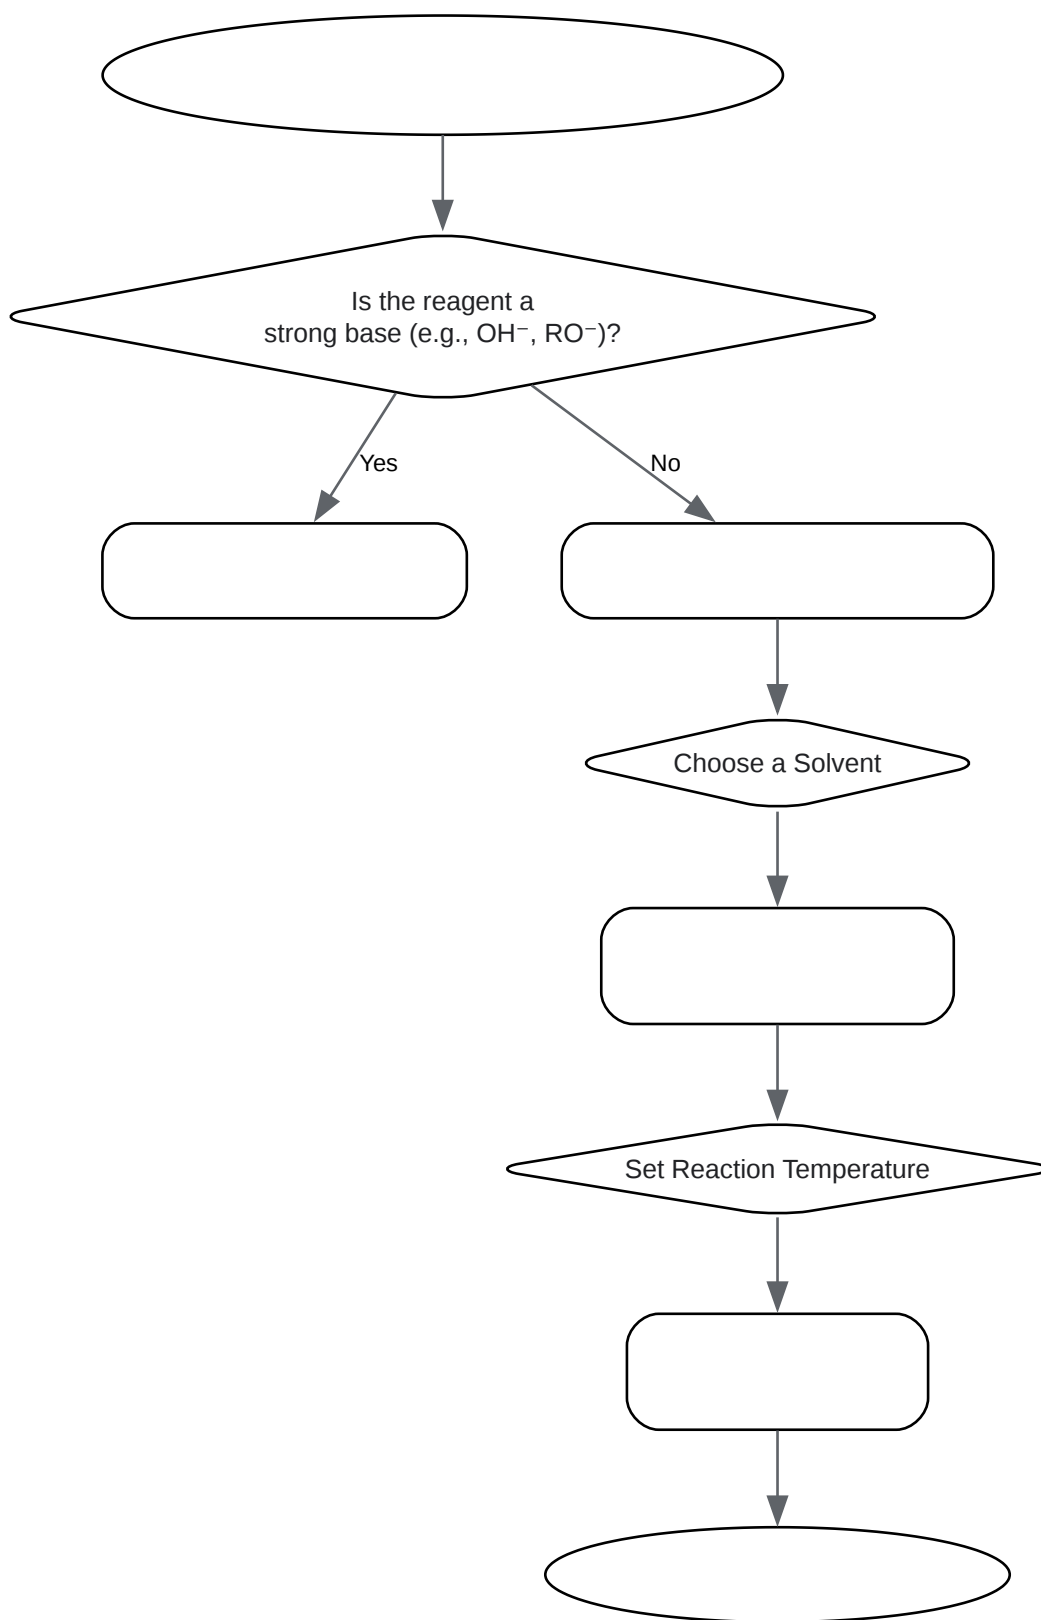 Is the reagent a
strong base (e.g., OH⁻, RO⁻)?
Yes
No
Choose a Solvent
Set Reaction Temperature